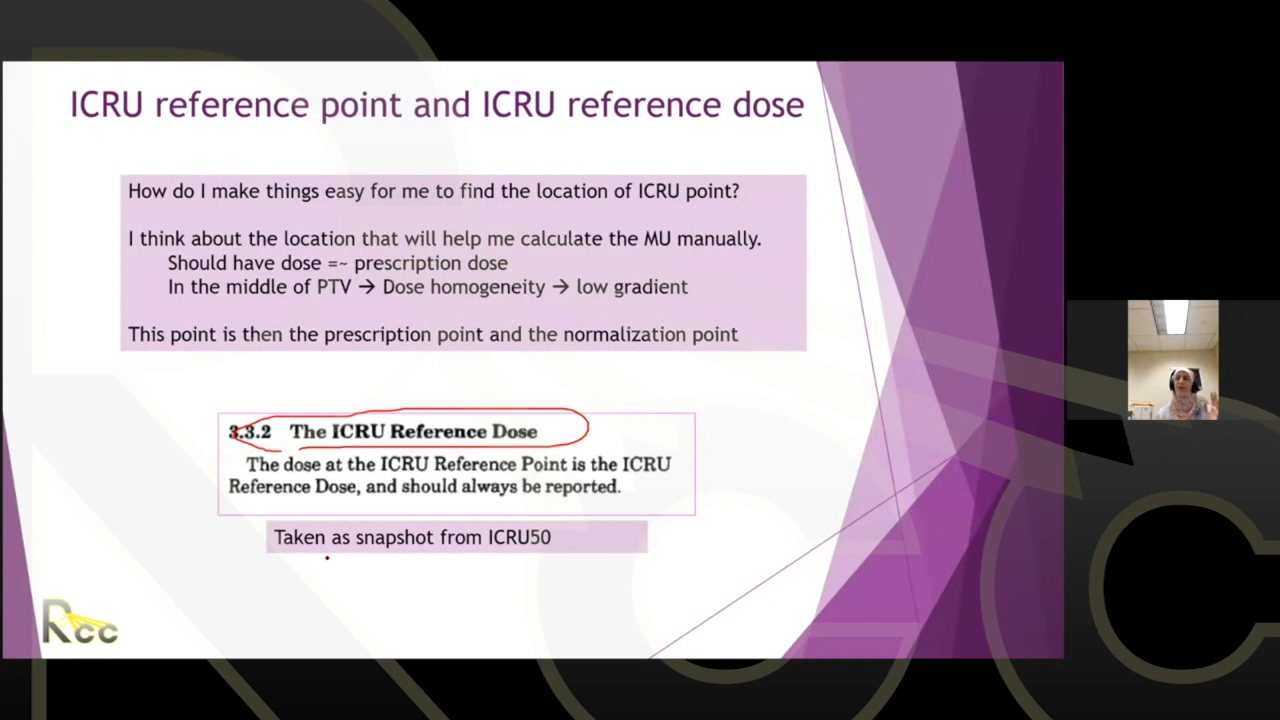 ICRU reference point and ICRU reference dose
How do I make things easy for me to find the location of ICRU point?
I think about the location that will help me calculate the MU manually.
Should have dose =~ prescription dose
In the middle of PTV → Dose homogeneity → low gradient
This point is then the prescription point and the normalization point
3.3.2 The ICRU Reference Dose
The dose at the ICRU Reference Point is the ICRU
Reference Dose, and should always be reported.
Taken as snapshot from ICRU50
Rcc